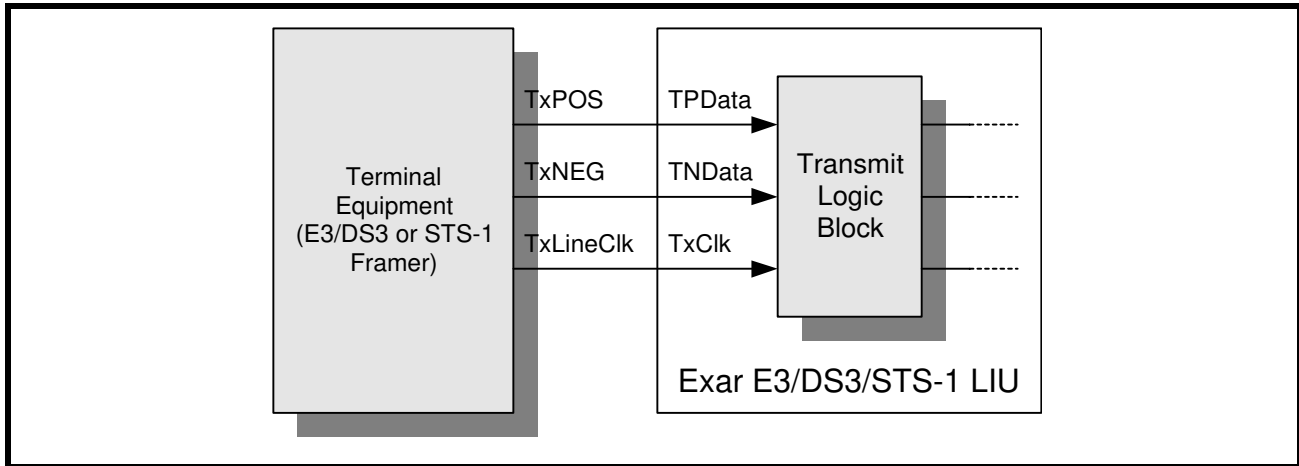 TxPOS
TPData
TxNEG
TNData
TxLineClk
TxClk
Terminal
Equipment
(E3/DS3 or STS-1
Framer)
Transmit
Logic
Block
Exar E3/DS3/STS-1 LIU